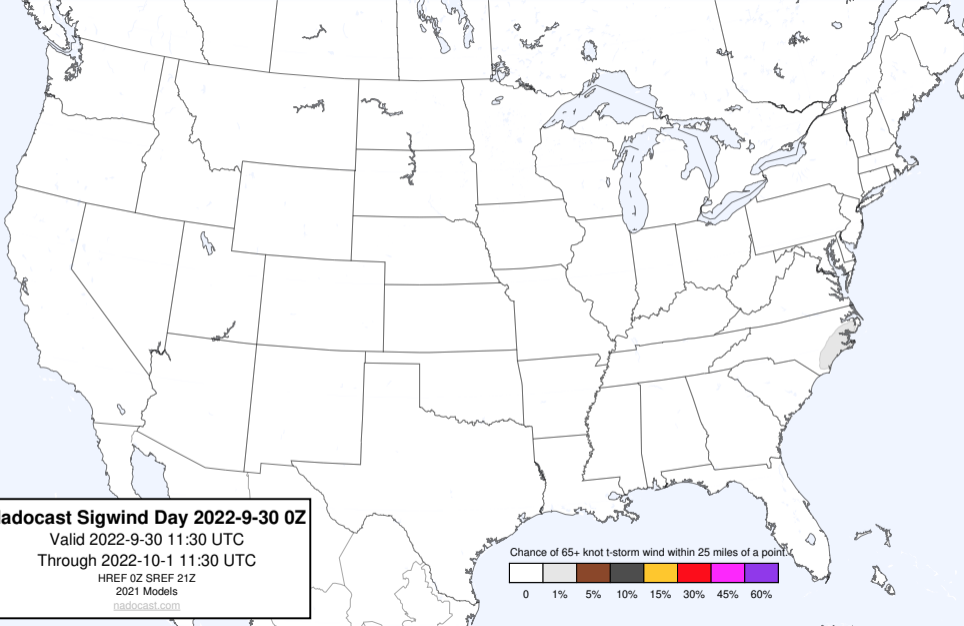 adocast Sigwind Day 2022-9-30 0Z
Valid 2022-9-30 11:30 UTC
Through 2022-10-1 11:30 UTC
HREF 0Z SREF 21Z
2021 Models
nadocast.com
Chance of 65+ knot t-storm wind within 25 miles of a point.
0 1% 5% 10% 15% 30% 45% 60%